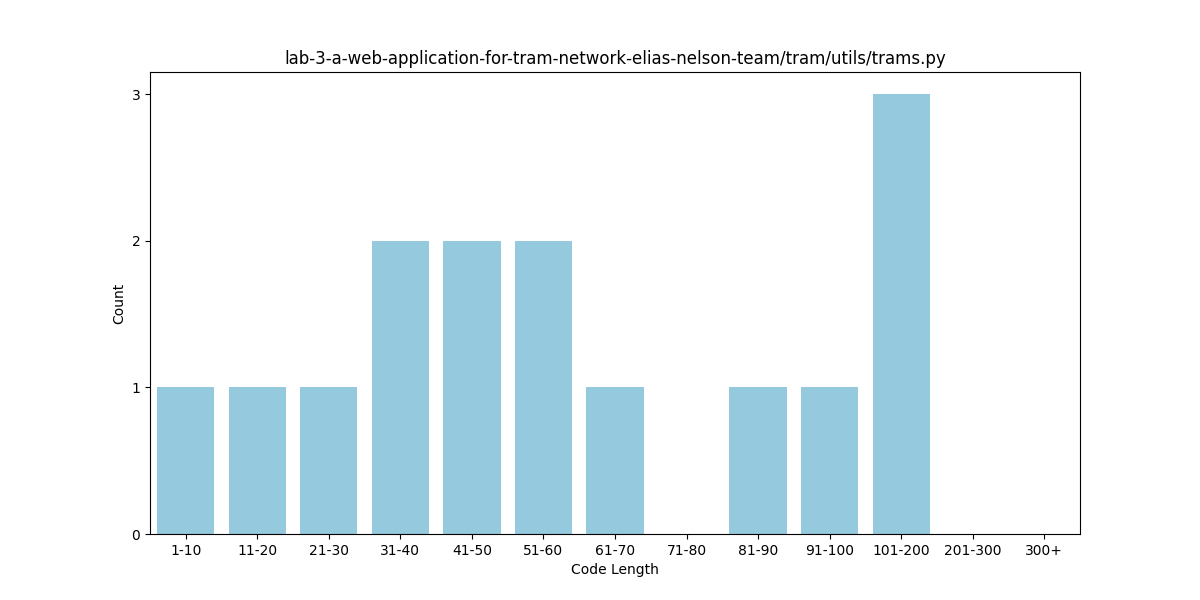 lab-3-a-web-application-for-tram-network-elias-nelson-team/tram/utils/trams.py
3
2
1
0
Count
1-10 11-20 21-30 31-40 41-50 51-60 61-70 71-80 81-90 91-100 101-200 201-300 300+
Code Length